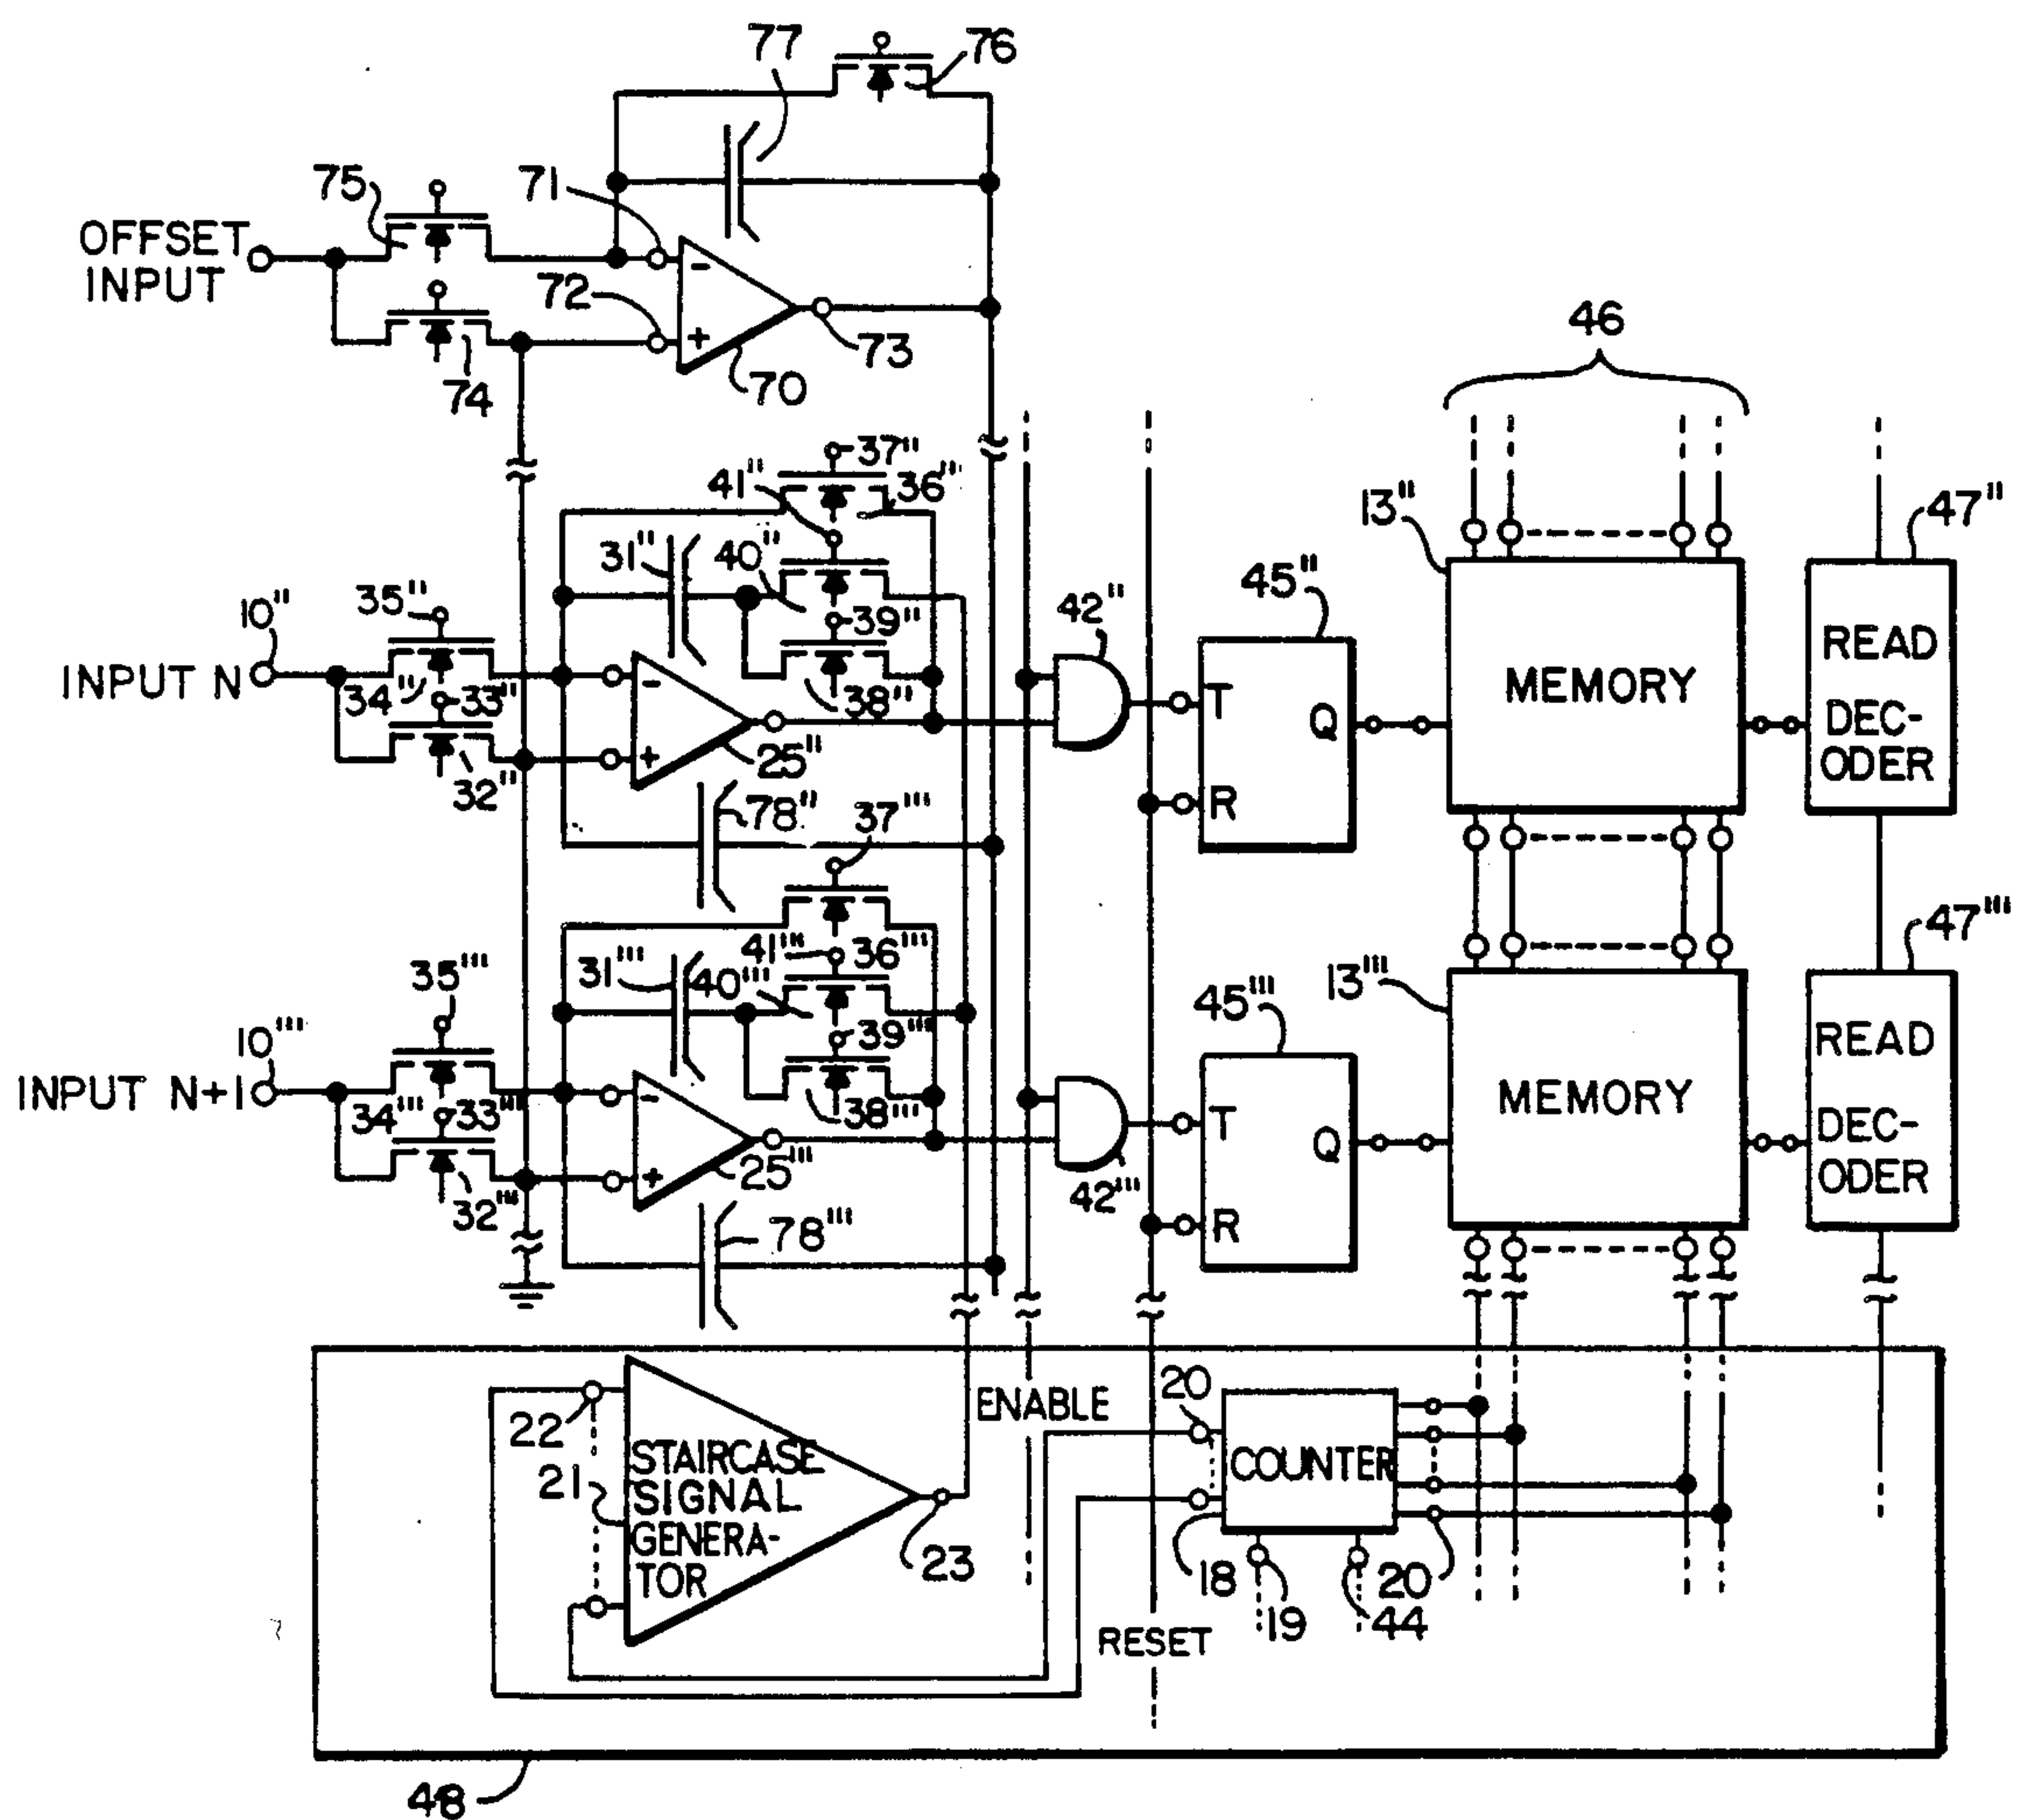 77
76
75
71
OFFSET
INPUT
-
72
+
73
74
70
46
37"
41"
36"
13"
47"
31"
40"
45"
10"
35"
39"
42"
READ
INPUT N
34"
33"
-
38"
T
MEMORY
Q
DEC-
ODER
32"
+
25"
R
78"
37'''
35'''
31'''
41'''
36'''
40'''
13'''
47'''
45'''
10'''
39'''
READ
INPUT N+1
34'''
33'''
-
38'''
T
MEMORY
Q
DEC-
ODER
32'''
+
25'''
42'''
R
78'''
ENABLE
20
22
STAIRCASE
SIGNAL
GENERA-
TOR
21
COUNTER
23
18
19
44
20
RESET
48